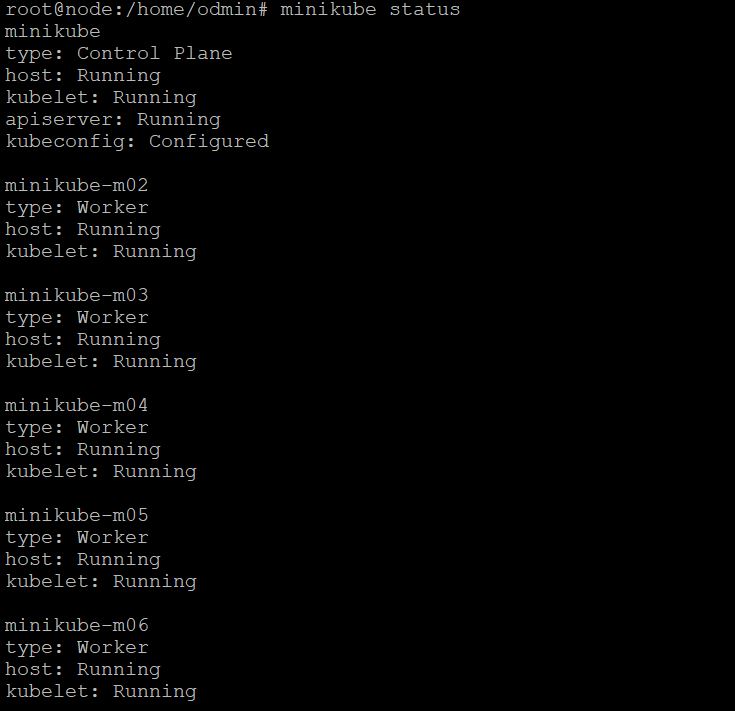 root@node:/home/odmin# minikube status
minikube
type: Control Plane
host: Running
kubelet: Running
apiserver: Running
kubeconfig: Configured

minikube-m02
type: Worker
host: Running
kubelet: Running

minikube-m03
type: Worker
host: Running
kubelet: Running

minikube-m04
type: Worker
host: Running
kubelet: Running

minikube-m05
type: Worker
host: Running
kubelet: Running

minikube-m06
type: Worker
host: Running
kubelet: Running